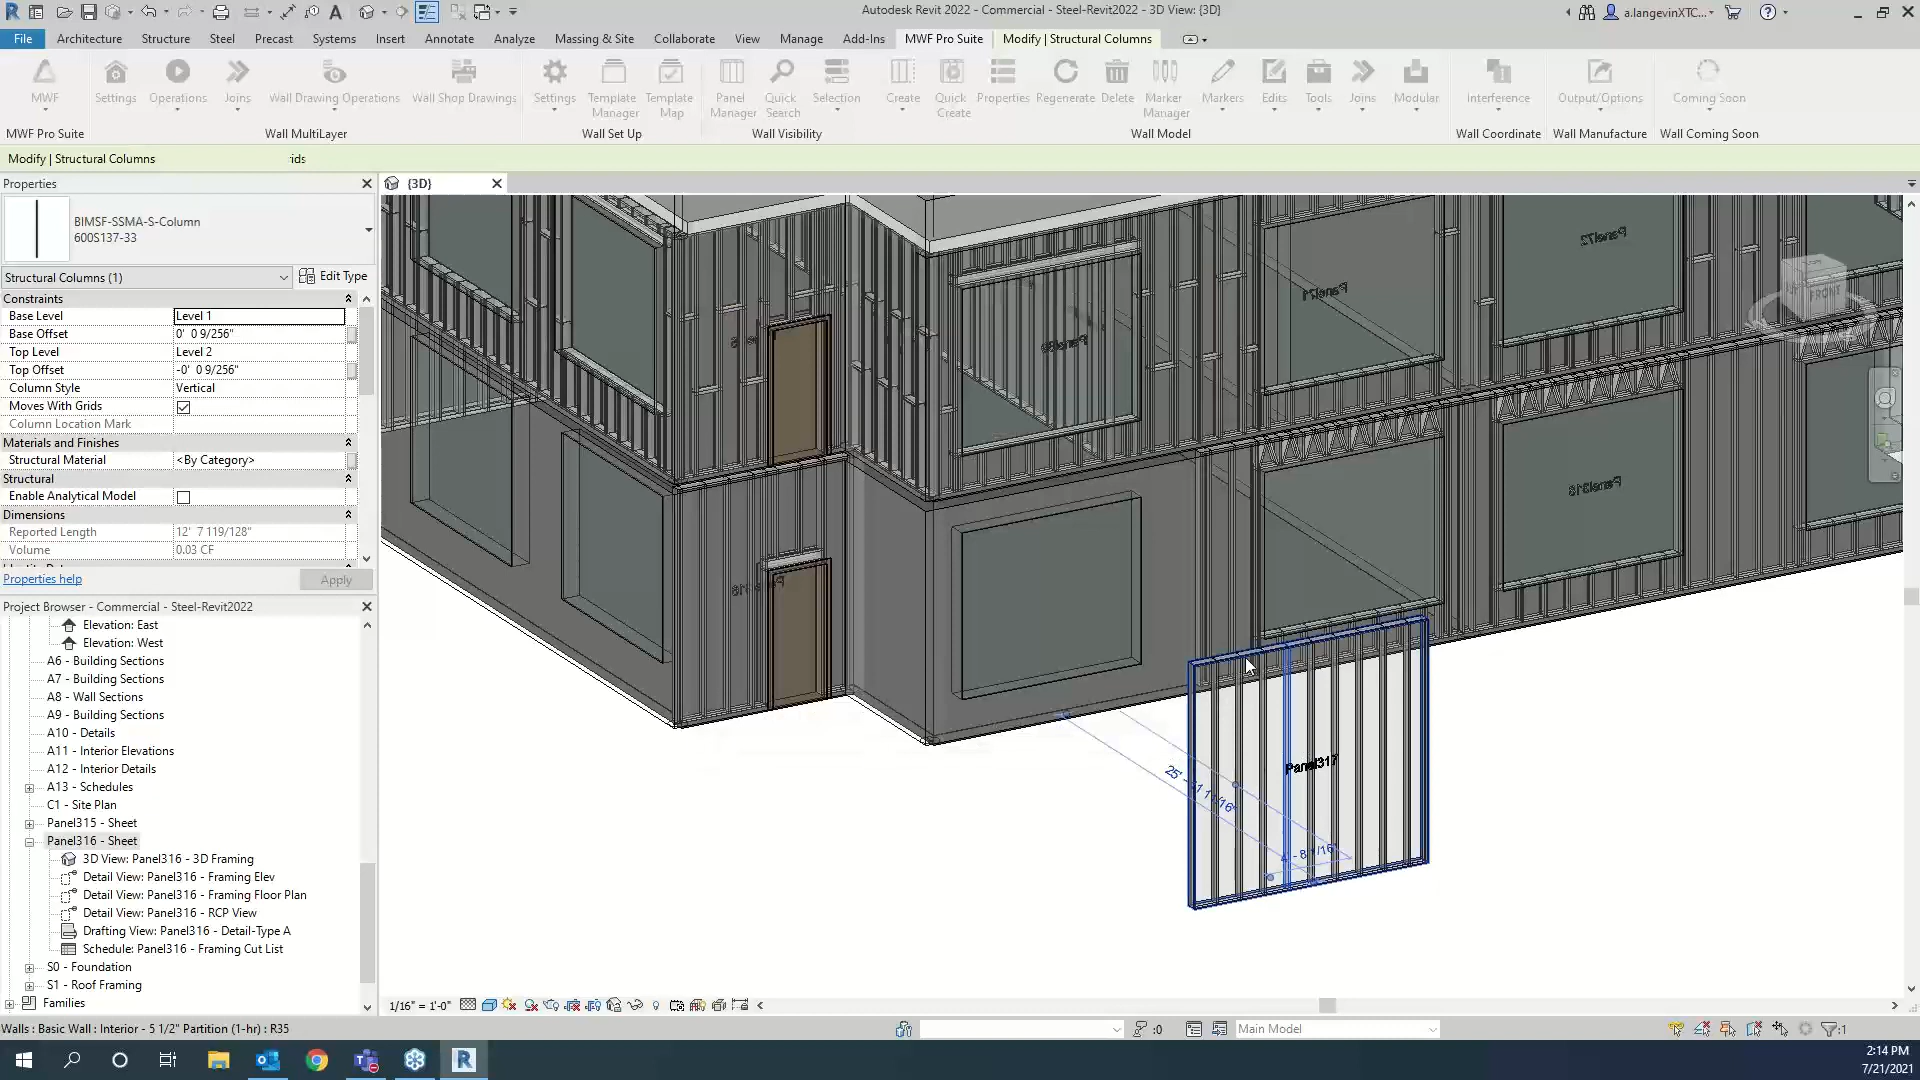 Autodesk Revit 2022 - Commercial - Steel-Revit2022 - 3D View: {3D}
a.langevinXTC...
File Architecture Structure Steel Precast Systems Insert Annotate Analyze Massing & Site Collaborate View Manage Add-Ins MWF Pro Suite Modify | Structural Columns
MWF Settings Operations Joins Wall Drawing Operations Wall Shop Drawings Settings Template Manager Template Map Panel Manager Quick Search Selection Create Quick Create Properties Regenerate Delete Marker Manager Markers Edits Tools Joins Modular Interference Output/Options Coming Soon
MWF Pro Suite Wall MultiLayer Wall Set Up Wall Visibility Wall Model Wall Coordinate Wall Manufacture Wall Coming Soon
Modify | Structural Columns ids
Properties
{3D}
BIMSF-SSMA-S-Column
600S137-33
Structural Columns (1) Edit Type
Constraints
Base Level Level 1
Base Offset 0' 0 9/256"
Top Level Level 2
Top Offset -0' 0 9/256"
Column Style Vertical
Moves With Grids
Column Location Mark
Materials and Finishes
Structural Material <By Category>
Structural
Enable Analytical Model
Dimensions
Reported Length 12' 7 119/128"
Volume 0.03 CF
Properties help Apply
Project Browser - Commercial - Steel-Revit2022
Elevation: East
Elevation: West
A6 - Building Sections
A7 - Building Sections
A8 - Wall Sections
A9 - Building Sections
A10 - Details
A11 - Interior Elevations
A12 - Interior Details
A13 - Schedules
C1 - Site Plan
Panel315 - Sheet
Panel316 - Sheet
3D View: Panel316 - 3D Framing
Detail View: Panel316 - Framing Elev
Detail View: Panel316 - Framing Floor Plan
Detail View: Panel316 - RCP View
Drafting View: Panel316 - Detail-Type A
Schedule: Panel316 - Framing Cut List
S0 - Foundation
S1 - Roof Framing
Families
Panel72
Panel71
FRONT
Panel317
1/16" = 1'-0"
Walls : Basic Wall : Interior - 5 1/2" Partition (1-hr) : R35
:0
Main Model
:1
2:14 PM
7/21/2021